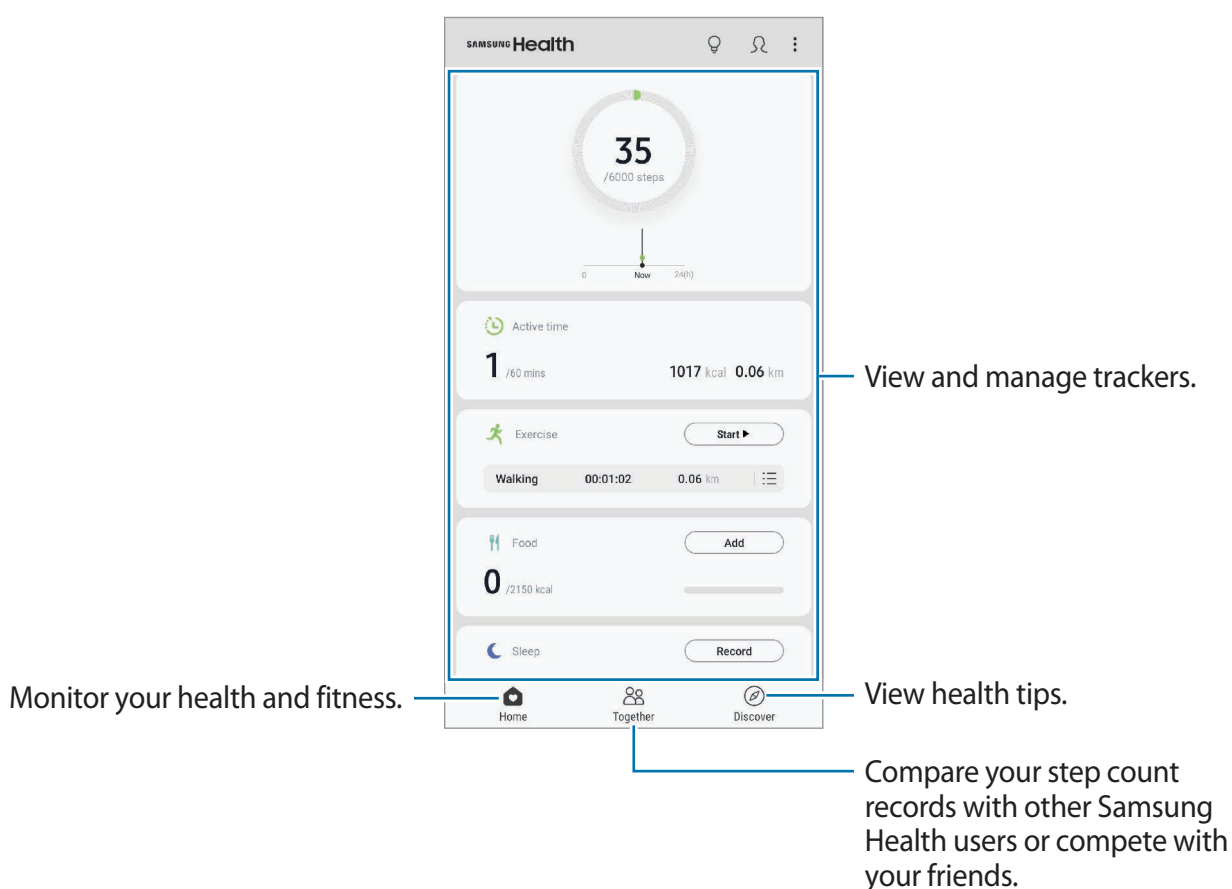 SAMSUNG Health
35
/6000 steps
0 Now 24(h)
Active time
1 /60 mins 1017 kcal 0.06 km
View and manage trackers.
Exercise Start
Walking 00:01:02 0.06 km
Food Add
0 /2150 kcal
Sleep Record
Monitor your health and fitness.
Home Together Discover
View health tips.
Compare your step count
records with other Samsung
Health users or compete with
your friends.